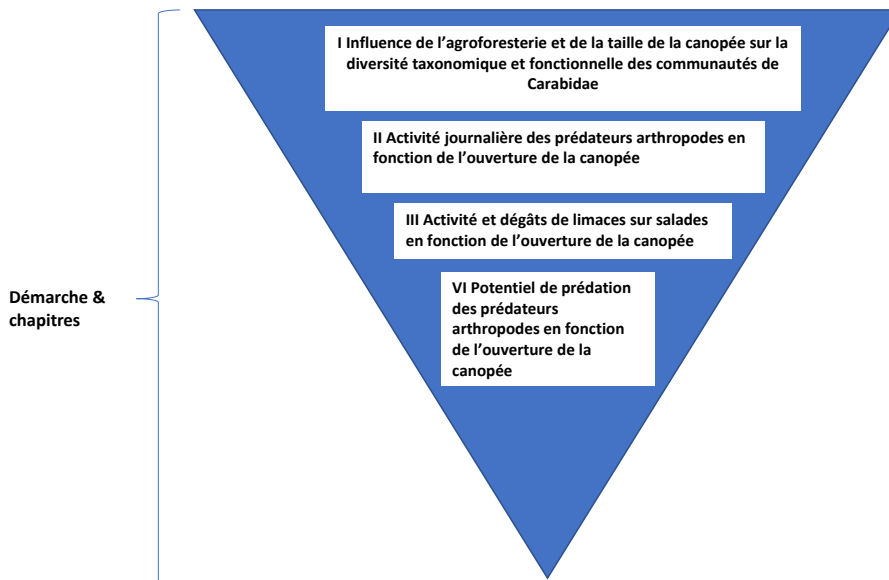 I Influence de l'agroforesterie et de la taille de la canopée sur la
diversité taxonomique et fonctionnelle des communautés de
Carabidae
II Activité journalière des prédateurs arthropodes en
fonction de l'ouverture de la canopée
III Activité et dégâts de limaces sur salades
en fonction de l'ouverture de la canopée
Démarche &
chapitres
VI Potentiel de prédation
des prédateurs
arthropodes en fonction
de l'ouverture de la
canopée